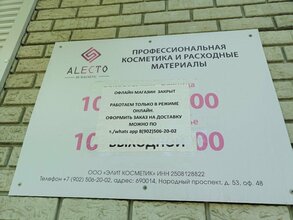 ALECTO
ПРОФЕССИОНАЛЬНАЯ
КОСМЕТИКА И РАСХОДНЫЕ
МАТЕРИАЛЫ
ОФЛАЙН МАГАЗИН ЗАКРЫТ
РАБОТАЕМ ТОЛЬКО В РЕЖИМЕ
ОНЛАЙН.
ОФОРМИТЬ ЗАКАЗ НА ДОСТАВКУ
МОЖНО ПО
т./whats app 8(902)506-20-02
ВЫХОДНОЙ
ООО «ЭЛИТ КОСМЕТИК» ИНН 2508128822
Телефон +7 (902) 506-20-02, адрес: 690014, Народный проспект, д. 53, оф. 48